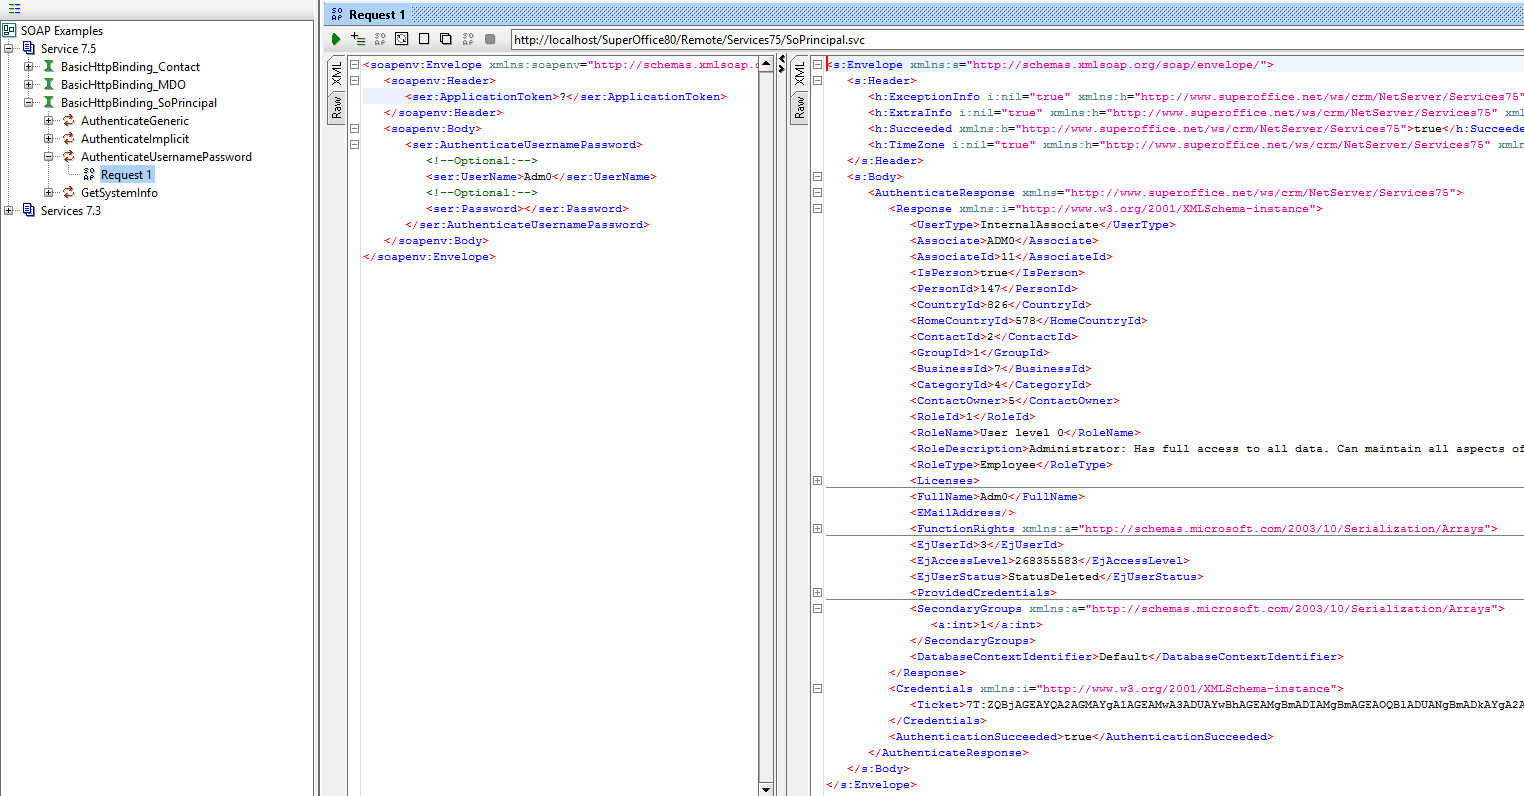 SOAP Examples
Service 7.5
BasicHttpBinding_Contact
BasicHttpBinding_MDO
BasicHttpBinding_SoPrincipal
AuthenticateGeneric
AuthenticateImplicit
AuthenticateUsernamePassword
Request 1
GetSystemInfo
Services 7.3
Request 1
http://localhost/SuperOffice80/Remote/Services75/SoPrincipal.svc
XML
Raw
<soapenv:Envelope xmlns:soapenv="http://schemas.xmlsoap.o
<soapenv:Header>
<ser:ApplicationToken>?</ser:ApplicationToken>
</soapenv:Header>
<soapenv:Body>
<ser:AuthenticateUsernamePassword>
<!--Optional:-->
<ser:UserName>Adm0</ser:UserName>
<!--Optional:-->
<ser:Password></ser:Password>
</ser:AuthenticateUsernamePassword>
</soapenv:Body>
</soapenv:Envelope>
XML
Raw
<s:Envelope xmlns:s="http://schemas.xmlsoap.org/soap/envelope/">
<s:Header>
<h:ExceptionInfo i:nil="true" xmlns:h="http://www.superoffice.net/ws/crm/NetServer/Services75"
<h:ExtraInfo i:nil="true" xmlns:h="http://www.superoffice.net/ws/crm/NetServer/Services75" xm
<h:Succeeded xmlns:h="http://www.superoffice.net/ws/crm/NetServer/Services75">true</h:Succeede
<h:TimeZone i:nil="true" xmlns:h="http://www.superoffice.net/ws/crm/NetServer/Services75" xmln
</s:Header>
<s:Body>
<AuthenticateResponse xmlns="http://www.superoffice.net/ws/crm/NetServer/Services75">
<Response xmlns:i="http://www.w3.org/2001/XMLSchema-instance">
<UserType>InternalAssociate</UserType>
<Associate>ADM0</Associate>
<AssociateId>11</AssociateId>
<IsPerson>true</IsPerson>
<PersonId>147</PersonId>
<CountryId>826</CountryId>
<HomeCountryId>578</HomeCountryId>
<ContactId>2</ContactId>
<GroupId>1</GroupId>
<BusinessId>7</BusinessId>
<CategoryId>4</CategoryId>
<ContactOwner>5</ContactOwner>
<RoleId>1</RoleId>
<RoleName>User level 0</RoleName>
<RoleDescription>Administrator: Has full access to all data. Can maintain all aspects of
<RoleType>Employee</RoleType>
<Licenses>
<FullName>Adm0</FullName>
<EMailAddress/>
<FunctionRights xmlns:a="http://schemas.microsoft.com/2003/10/Serialization/Arrays">
<EjUserId>3</EjUserId>
<EjAccessLevel>268355583</EjAccessLevel>
<EjUserStatus>StatusDeleted</EjUserStatus>
<ProvidedCredentials>
<SecondaryGroups xmlns:a="http://schemas.microsoft.com/2003/10/Serialization/Arrays">
<a:int>1</a:int>
</SecondaryGroups>
<DatabaseContextIdentifier>Default</DatabaseContextIdentifier>
</Response>
<Credentials xmlns:i="http://www.w3.org/2001/XMLSchema-instance">
<Ticket>7T:ZQBjAGEAYQA2AGMAYgA1AGEAMwA3ADUAYwBhAGEAMgBmADIAMgBmAGEAOQBlADUANgBmADkAYgA2A
</Credentials>
<AuthenticationSucceeded>true</AuthenticationSucceeded>
</AuthenticateResponse>
</s:Body>
</s:Envelope>